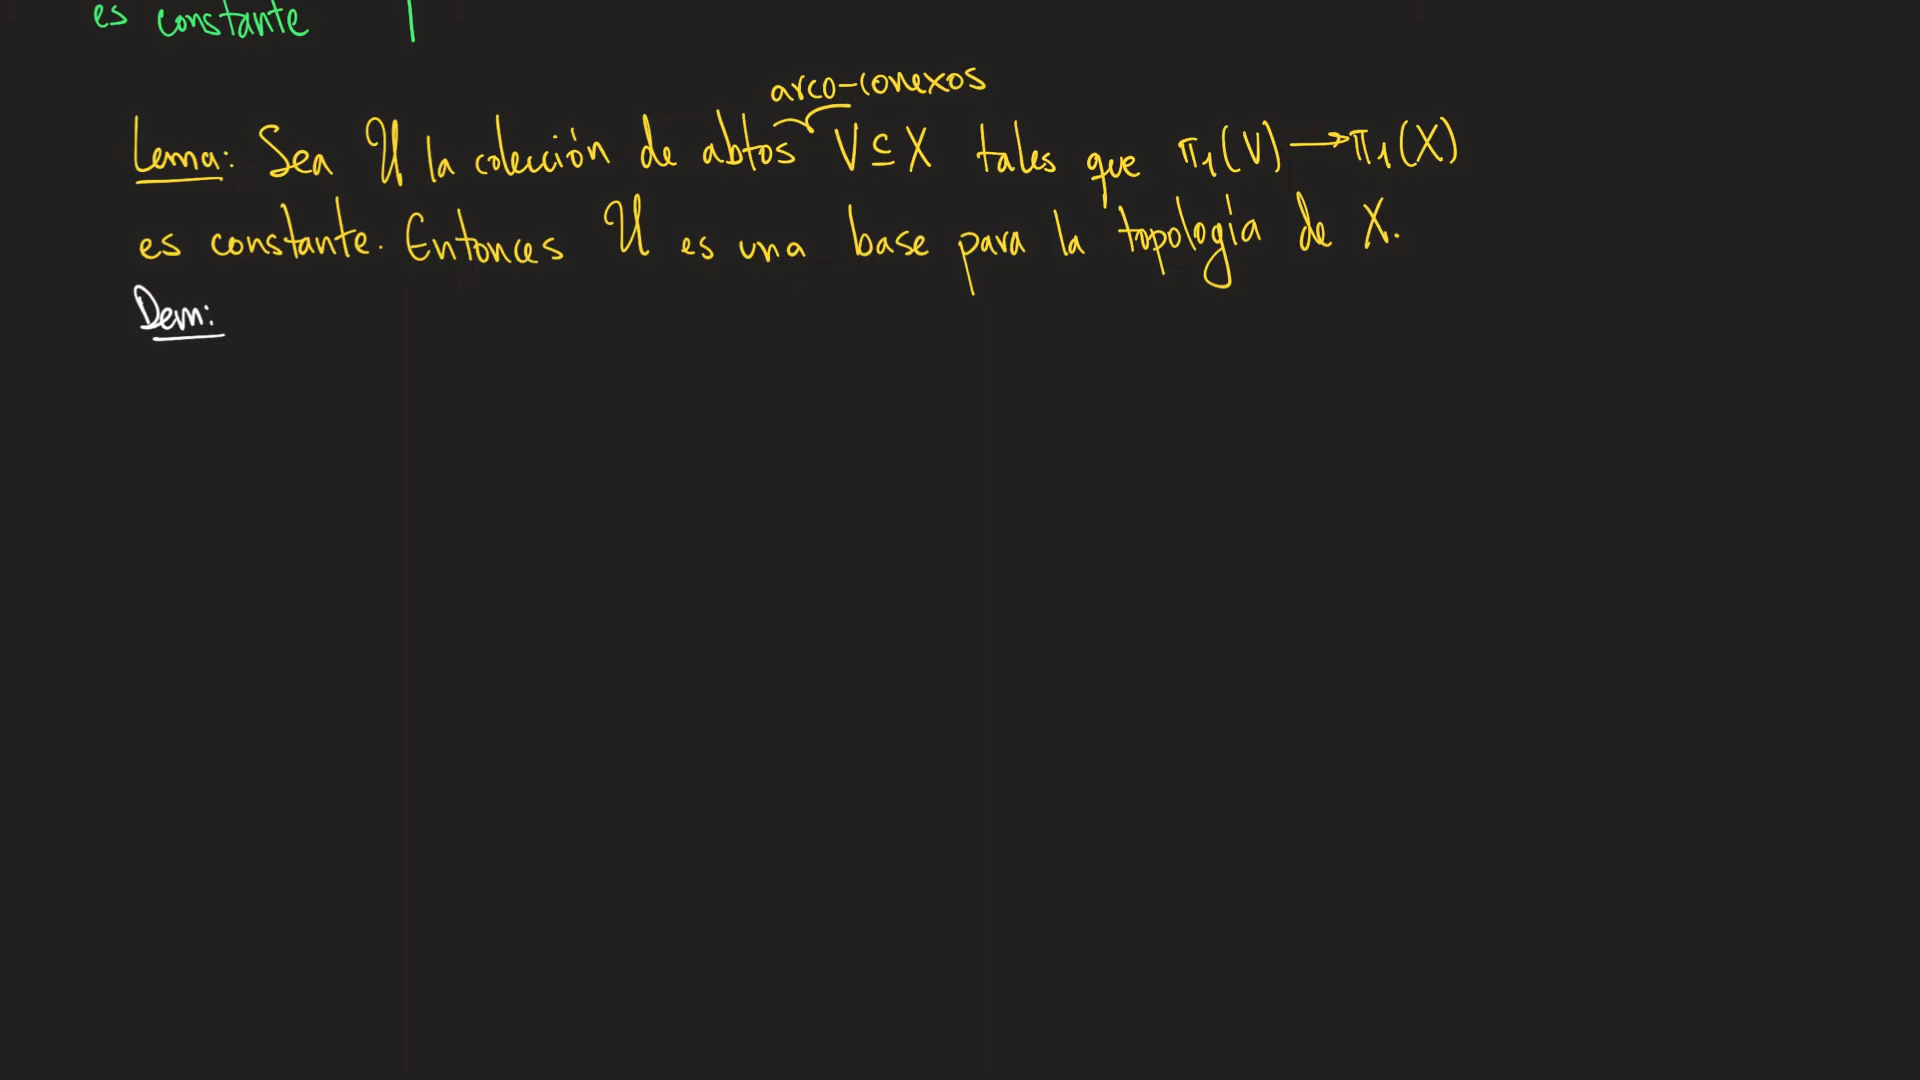 es constante
arco-conexos
Lema: Sea 𝒰 la colección de abtos V ⊆ X tales que π₁(V) → π₁(X)
es constante. Entonces 𝒰 es una base para la topología de X.
Dem: